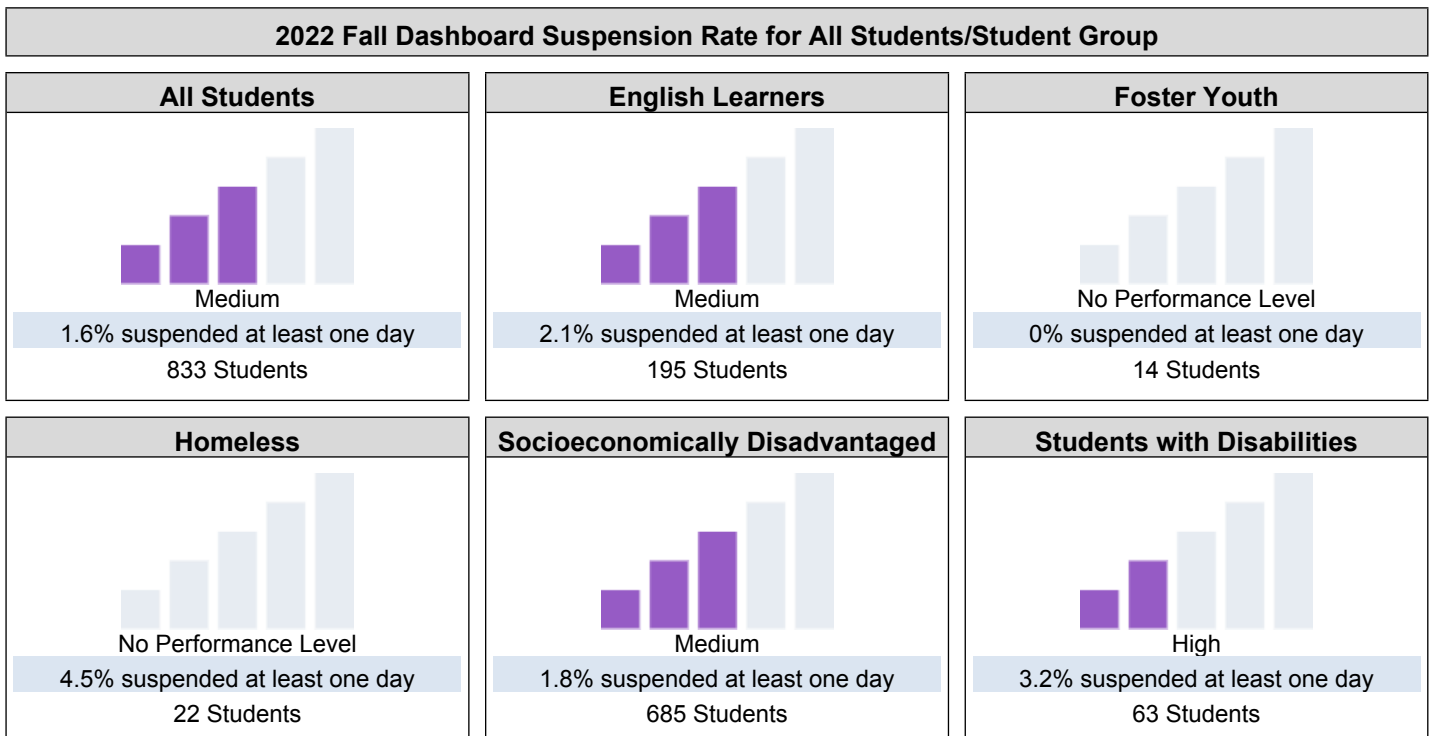 2022 Fall Dashboard Suspension Rate for All Students/Student Group
All Students
Medium
1.6% suspended at least one day
833 Students
English Learners
Medium
2.1% suspended at least one day
195 Students
Foster Youth
No Performance Level
0% suspended at least one day
14 Students
Homeless
No Performance Level
4.5% suspended at least one day
22 Students
Socioeconomically Disadvantaged
Medium
1.8% suspended at least one day
685 Students
Students with Disabilities
High
3.2% suspended at least one day
63 Students